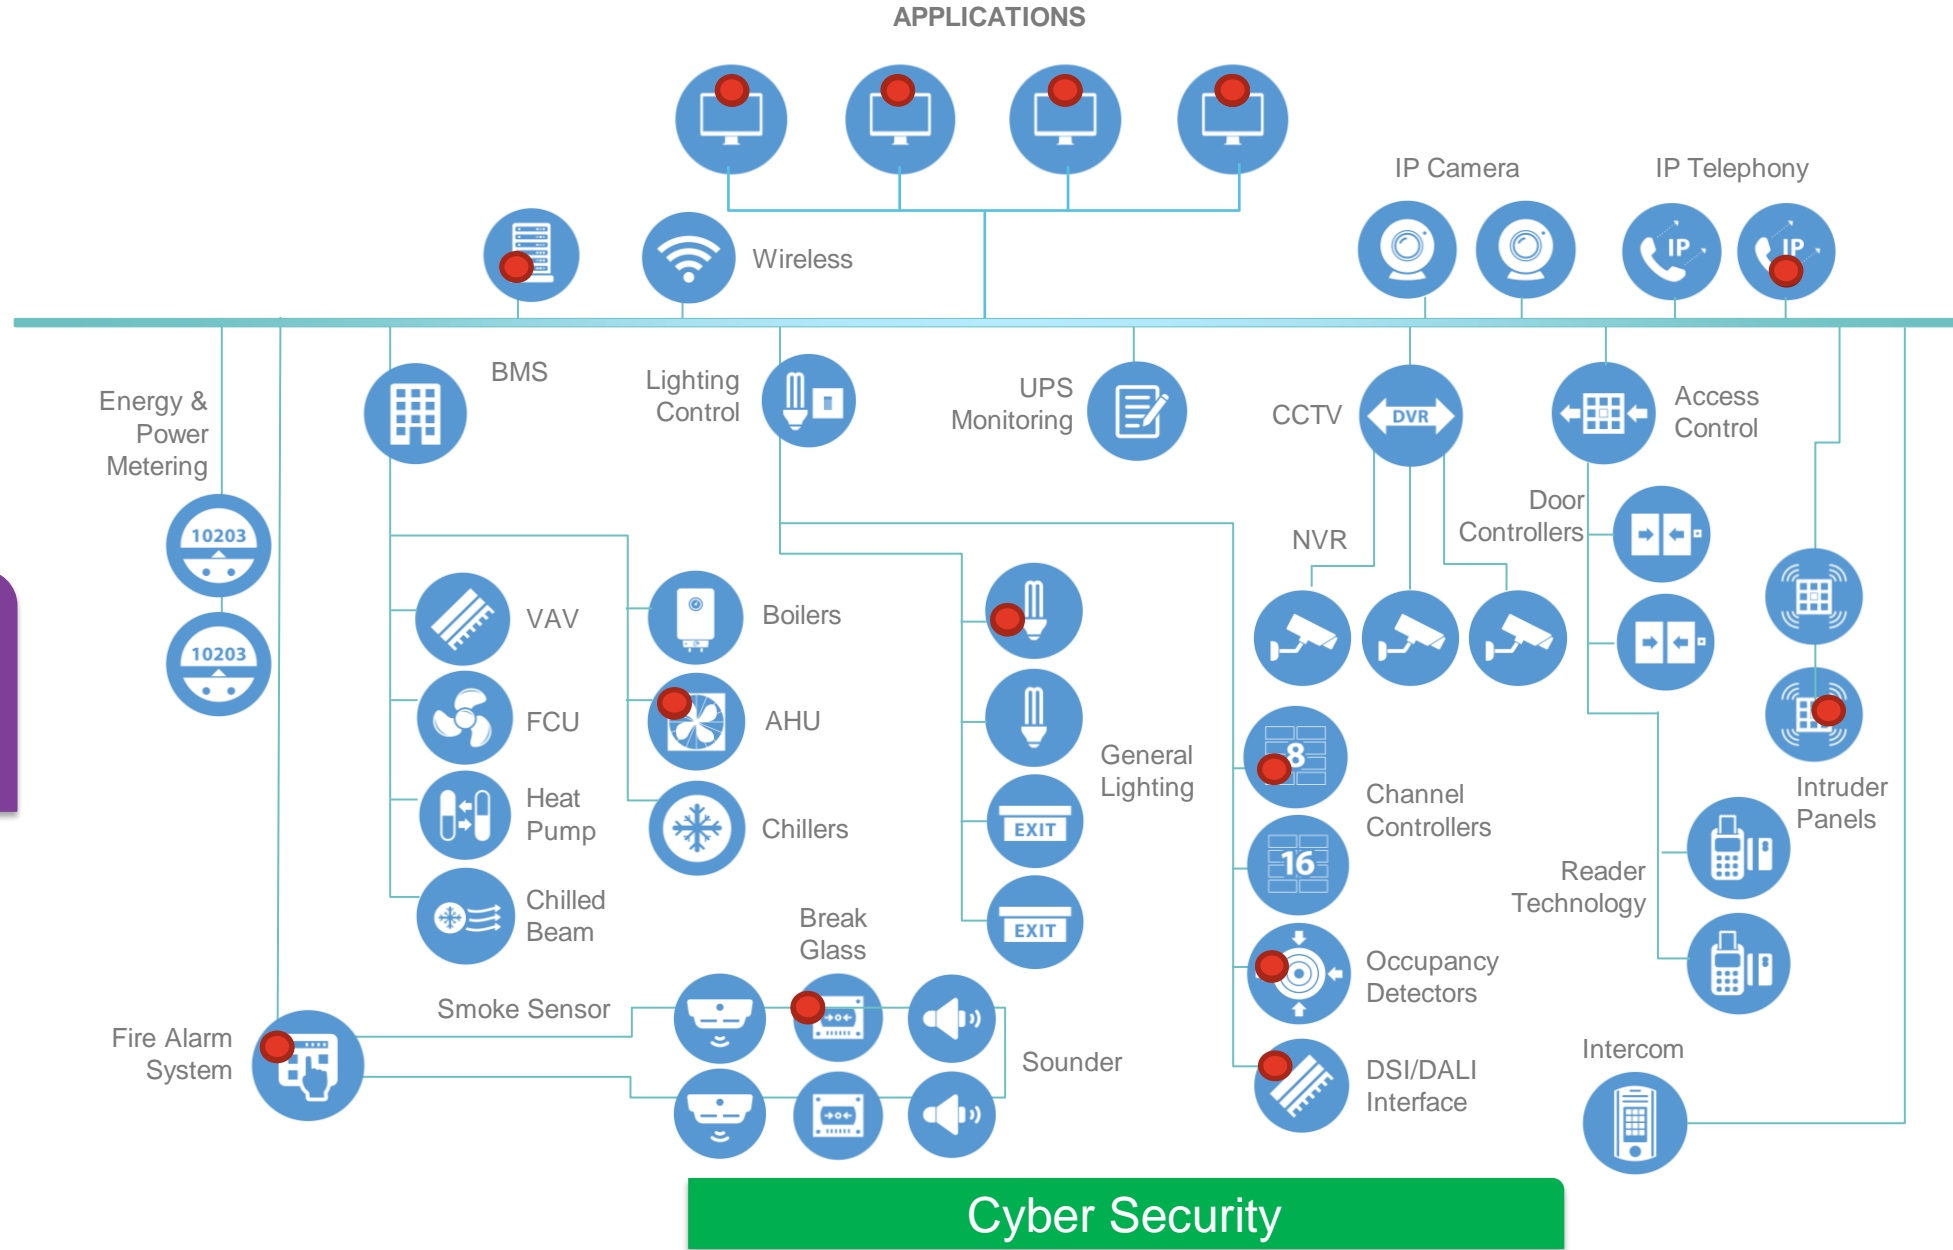 APPLICATIONS
IP Camera
IP Telephony
IP
IP
Wireless
BMS
Lighting
Control
UPS
Monitoring
CCTV
DVR
Access
Control
Energy &
Power
Metering
10203
10203
Door
Controllers
NVR
VAV
Boilers
FCU
AHU
Heat
Pump
Chillers
Chilled
Beam
General
Lighting
EXIT
EXIT
8
16
Channel
Controllers
Intruder
Panels
Reader
Technology
Occupancy
Detectors
DSI/DALI
Interface
Break
Glass
Smoke Sensor
Sounder
Fire Alarm
System
Intercom
Cyber Security